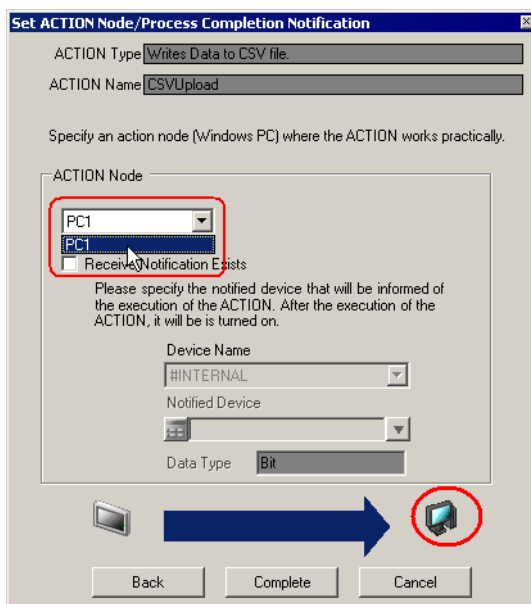 Set ACTION Node/Process Completion Notification
ACTION Type Writes Data to CSV file.
ACTION Name CSVUpload
Specify an action node (Windows PC) where the ACTION works practically.
ACTION Node
PC1
PC1
Receive Notification Exists
Please specify the notified device that will be informed of
the execution of the ACTION. After the execution of the
ACTION, it will be is turned on.
Device Name
#INTERNAL
Notified Device
Data Type Bit
Back Complete Cancel